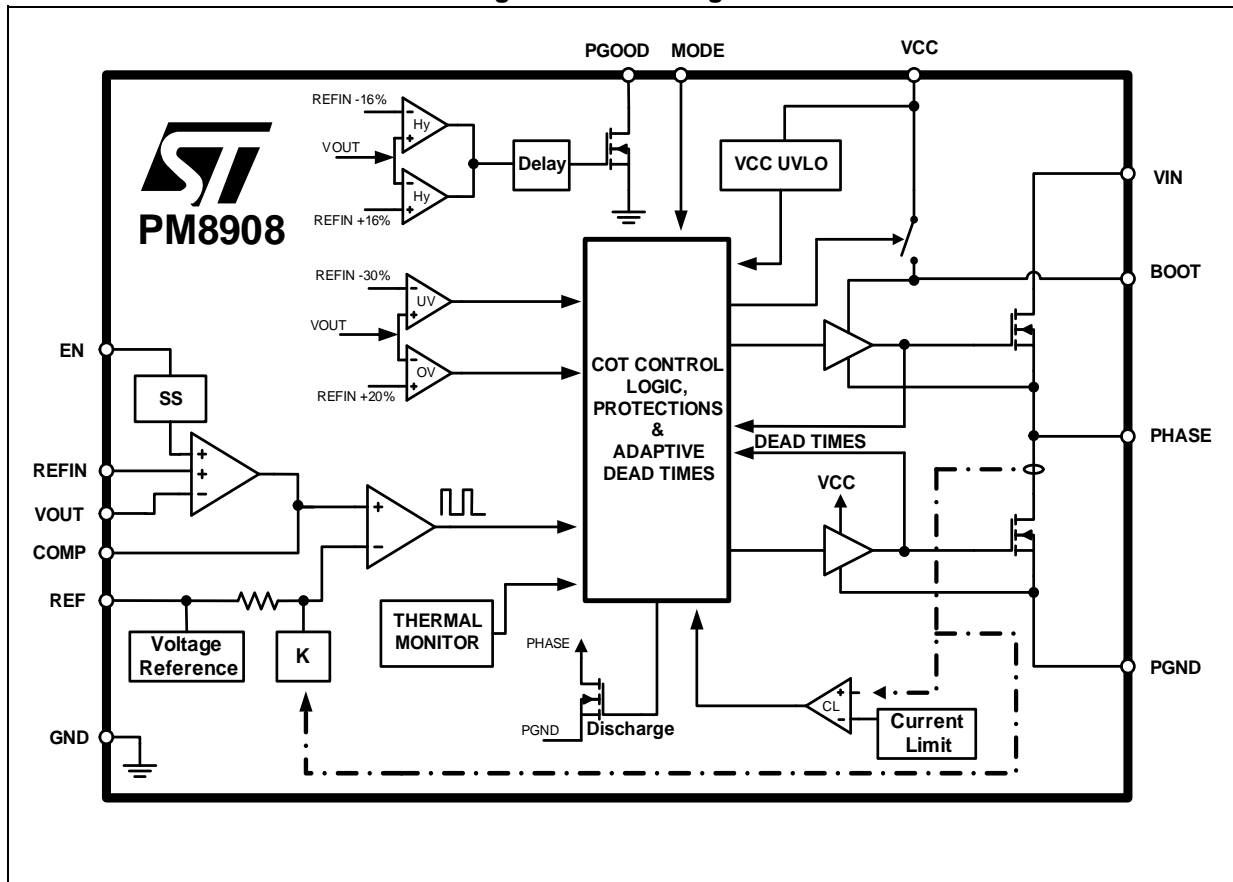 PGOOD
MODE
VCC
REFIN -16%
Hy
VOUT
Hy
REFIN +16%
Delay
VCC UVLO
VIN
ST
PM8908
BOOT
REFIN -30%
UV
VOUT
OV
REFIN +20%
EN
SS
COT CONTROL
LOGIC,
PROTECTIONS
&
ADAPTIVE
DEAD TIMES
DEAD TIMES
PHASE
REFIN
VOUT
COMP
REF
VCC
Voltage
Reference
K
THERMAL
MONITOR
PHASE
PGND
Discharge
CL
Current
Limit
PGND
GND